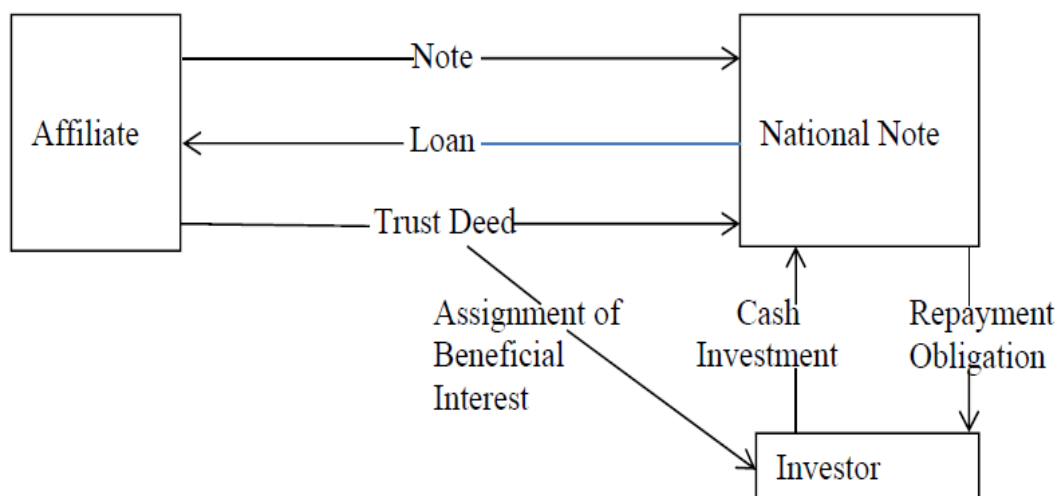 Note
Affiliate
Loan
National Note
Trust Deed
Assignment of
Beneficial
Interest
Cash
Investment
Repayment
Obligation
Investor